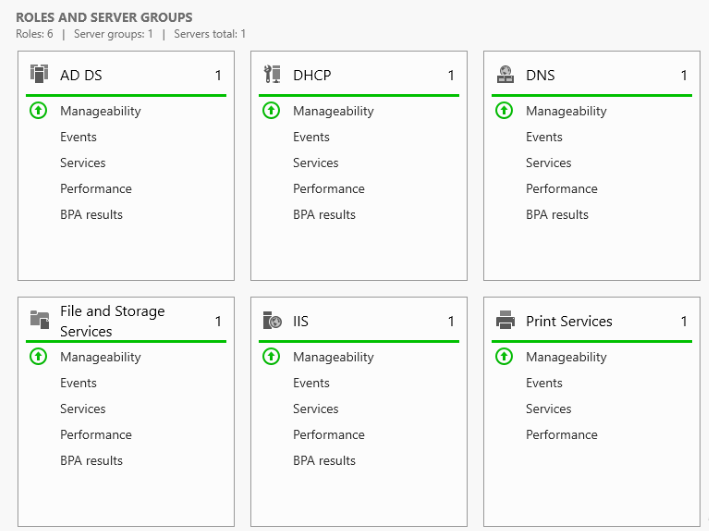 ROLES AND SERVER GROUPS
Roles: 6 | Server groups: 1 | Servers total: 1
AD DS 1
Manageability
Events
Services
Performance
BPA results
DHCP 1
Manageability
Events
Services
Performance
BPA results
DNS 1
Manageability
Events
Services
Performance
BPA results
File and Storage
Services 1
Manageability
Events
Services
Performance
BPA results
IIS 1
Manageability
Events
Services
Performance
BPA results
Print Services 1
Manageability
Events
Services
Performance